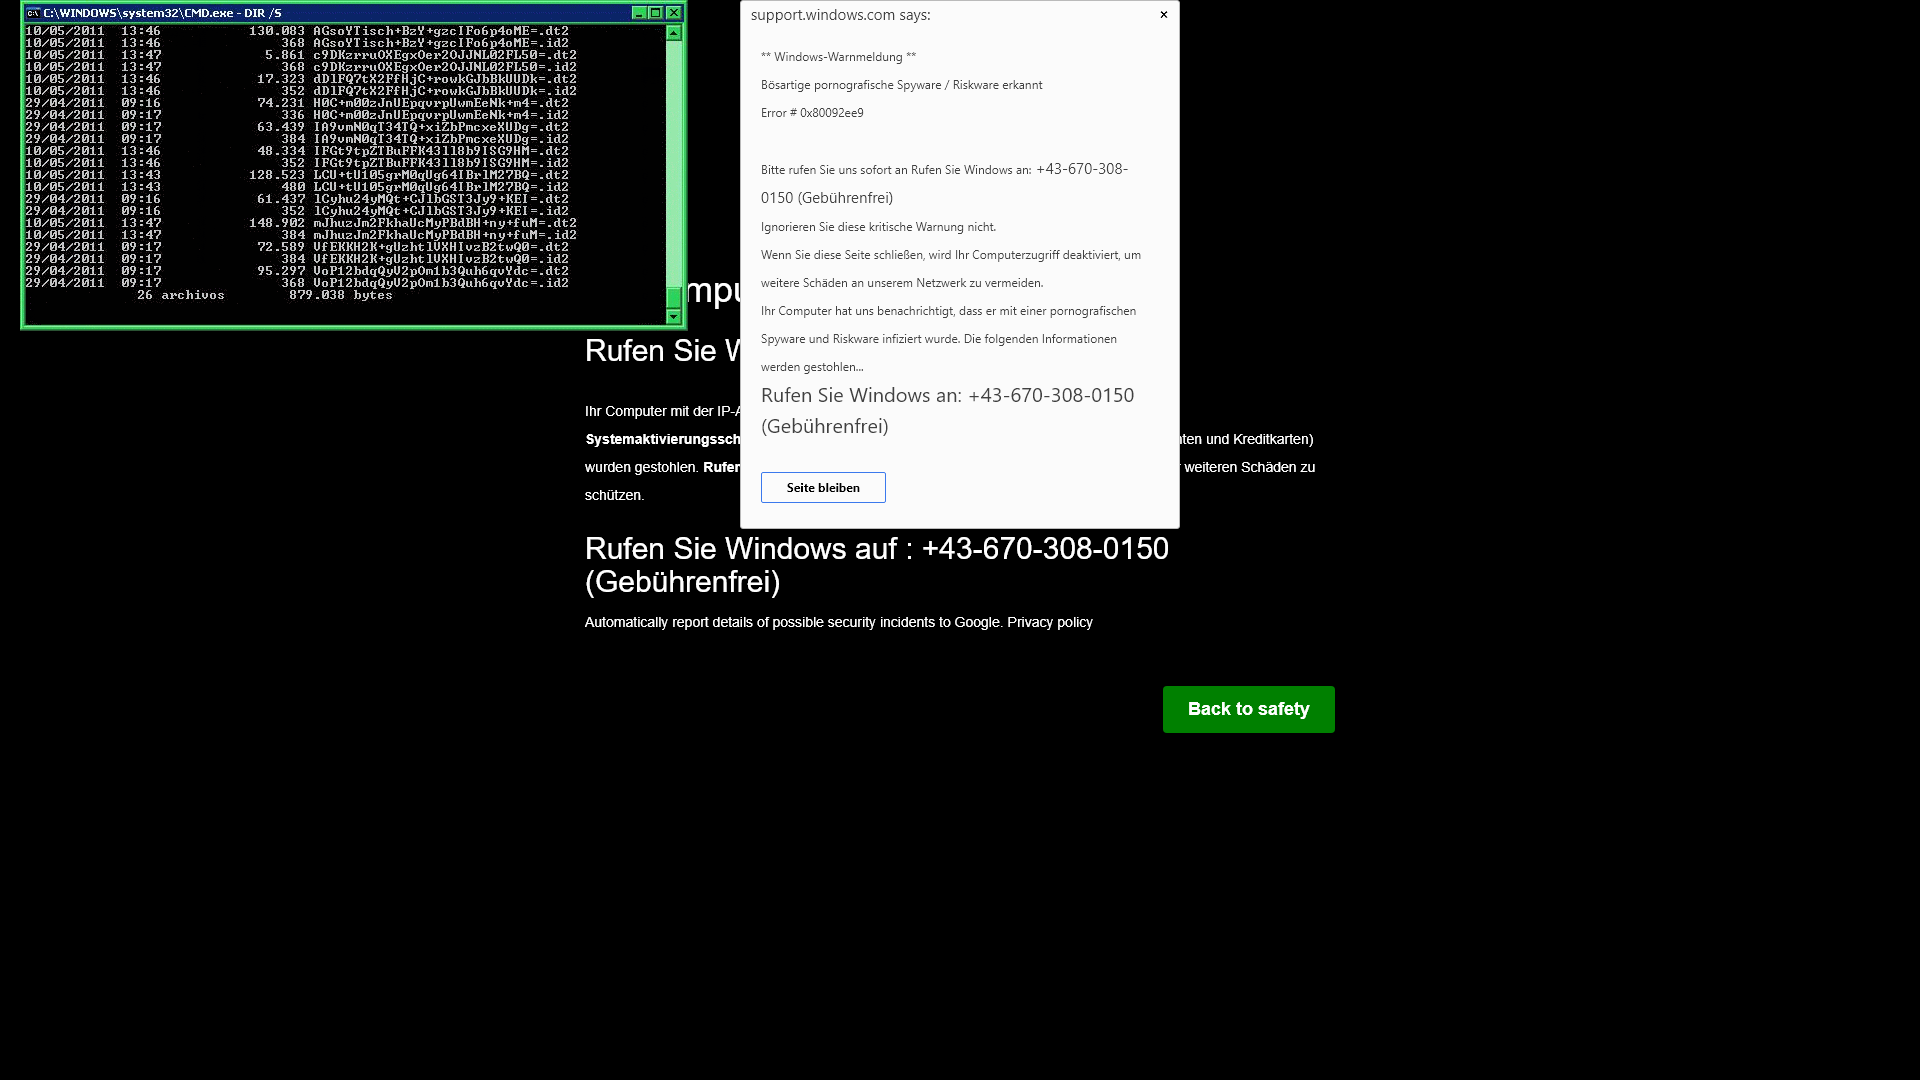 C:\WINDOWS\system32\CMD.exe - DIR /S
10/05/2011 13:46 130.083 AGsoYTisch+BzY+gzcIFo6p4oME=.dt2
10/05/2011 13:46 368 AGsoYTisch+BzY+gzcIFo6p4oME=.id2
10/05/2011 13:47 5.861 c9DKzrruOXEgxOer2OJJNL02FL50=.dt2
10/05/2011 13:47 368 c9DKzrruOXEgxOer2OJJNL02FL50=.id2
10/05/2011 13:46 17.323 dDlFQ7tX2FfHjC+rowkGJbBkUUDk=.dt2
10/05/2011 13:46 352 dDlFQ7tX2FfHjC+rowkGJbBkUUDk=.id2
29/04/2011 09:16 74.231 H0C+m00zJnUEpqvrpUwmEeNk+m4=.dt2
29/04/2011 09:17 336 H0C+m00zJnUEpqvrpUwmEeNk+m4=.id2
29/04/2011 09:17 63.439 IA9vmN0qT34TQ+xiZbPmcxeXUDg=.dt2
29/04/2011 09:17 384 IA9vmN0qT34TQ+xiZbPmcxeXUDg=.id2
10/05/2011 13:46 48.334 IFGt9tpZTBuFFK43ll8b9ISG9HM=.dt2
10/05/2011 13:46 352 IFGt9tpZTBuFFK43ll8b9ISG9HM=.id2
10/05/2011 13:43 128.523 LCU+tU105grM0qUg64IBrlM27BQ=.dt2
10/05/2011 13:43 480 LCU+tU105grM0qUg64IBrlM27BQ=.id2
29/04/2011 09:16 61.437 lCyhu24yMQt+CJlbGST3Jy9+KEI=.dt2
29/04/2011 09:16 352 lCyhu24yMQt+CJlbGST3Jy9+KEI=.id2
10/05/2011 13:47 148.902 mJhuzJm2FkhaUcMyPBdBH+ny+fuM=.dt2
10/05/2011 13:47 384 mJhuzJm2FkhaUcMyPBdBH+ny+fuM=.id2
29/04/2011 09:17 72.589 VfEKKH2K+gUzhtlVXHIvzB2twQ0=.dt2
29/04/2011 09:17 384 VfEKKH2K+gUzhtlVXHIvzB2twQ0=.id2
29/04/2011 09:17 95.297 VoP12bdqQyV2pOm1b3Quh6qvYdc=.dt2
29/04/2011 09:17 368 VoP12bdqQyV2pOm1b3Quh6qvYdc=.id2
26 archivos 879.038 bytes
support.windows.com says:
** Windows-Warnmeldung **
Bösartige pornografische Spyware / Riskware erkannt
Error # 0x80092ee9
Bitte rufen Sie uns sofort an Rufen Sie Windows an: +43-670-308-
0150 (Gebührenfrei)
Ignorieren Sie diese kritische Warnung nicht.
Wenn Sie diese Seite schließen, wird Ihr Computerzugriff deaktiviert, um
weitere Schäden an unserem Netzwerk zu vermeiden.
Ihr Computer hat uns benachrichtigt, dass er mit einer pornografischen
Spyware und Riskware infiziert wurde. Die folgenden Informationen
werden gestohlen...
Rufen Sie Windows an: +43-670-308-0150
(Gebührenfrei)
Seite bleiben
Rufen Sie
Ihr Computer mit der
ten und Kreditkarten)
wurden gestohlen. Rufen weiteren Schäden zu
schützen.
Rufen Sie Windows auf : +43-670-308-0150
(Gebührenfrei)
Automatically report details of possible security incidents to Google. Privacy policy
Back to safety